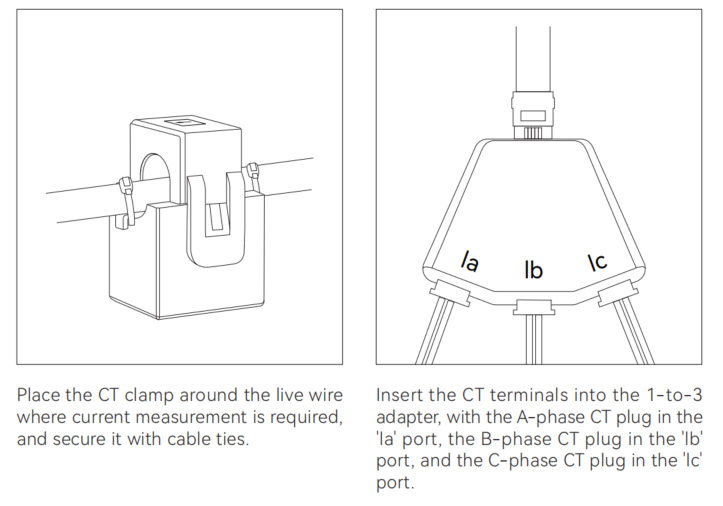 Ia
Ib
Ic
Place the CT clamp around the live wire
where current measurement is required,
and secure it with cable ties.
Insert the CT terminals into the 1-to-3
adapter, with the A-phase CT plug in the
'Ia' port, the B-phase CT plug in the 'Ib'
port, and the C-phase CT plug in the 'Ic'
port.